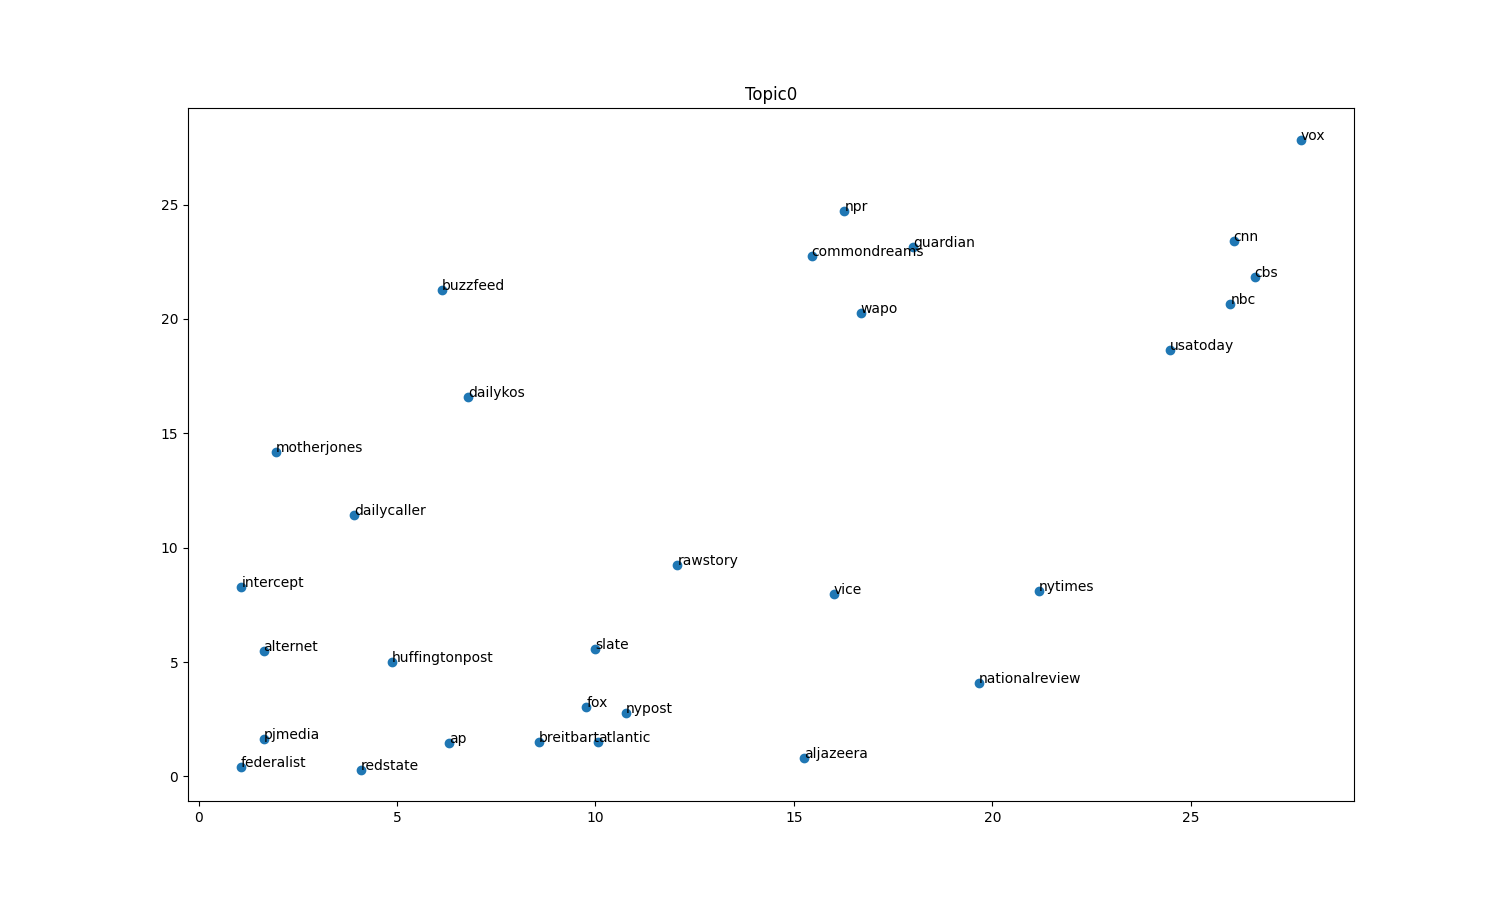 Topic0
vox
25
npr
cnn
guardian
commondreams
cbs
buzzfeed
nbc
20
wapo
usatoday
dailykos
motherjones
15
dailycaller
10
rawstory
intercept
vice
nytimes
alternet
slate
5
huffingtonpost
nationalreview
fox
nypost
pjmedia
ap
breitbart
atlantic
aljazeera
federalist
redstate
0
0 5 10 15 20 25